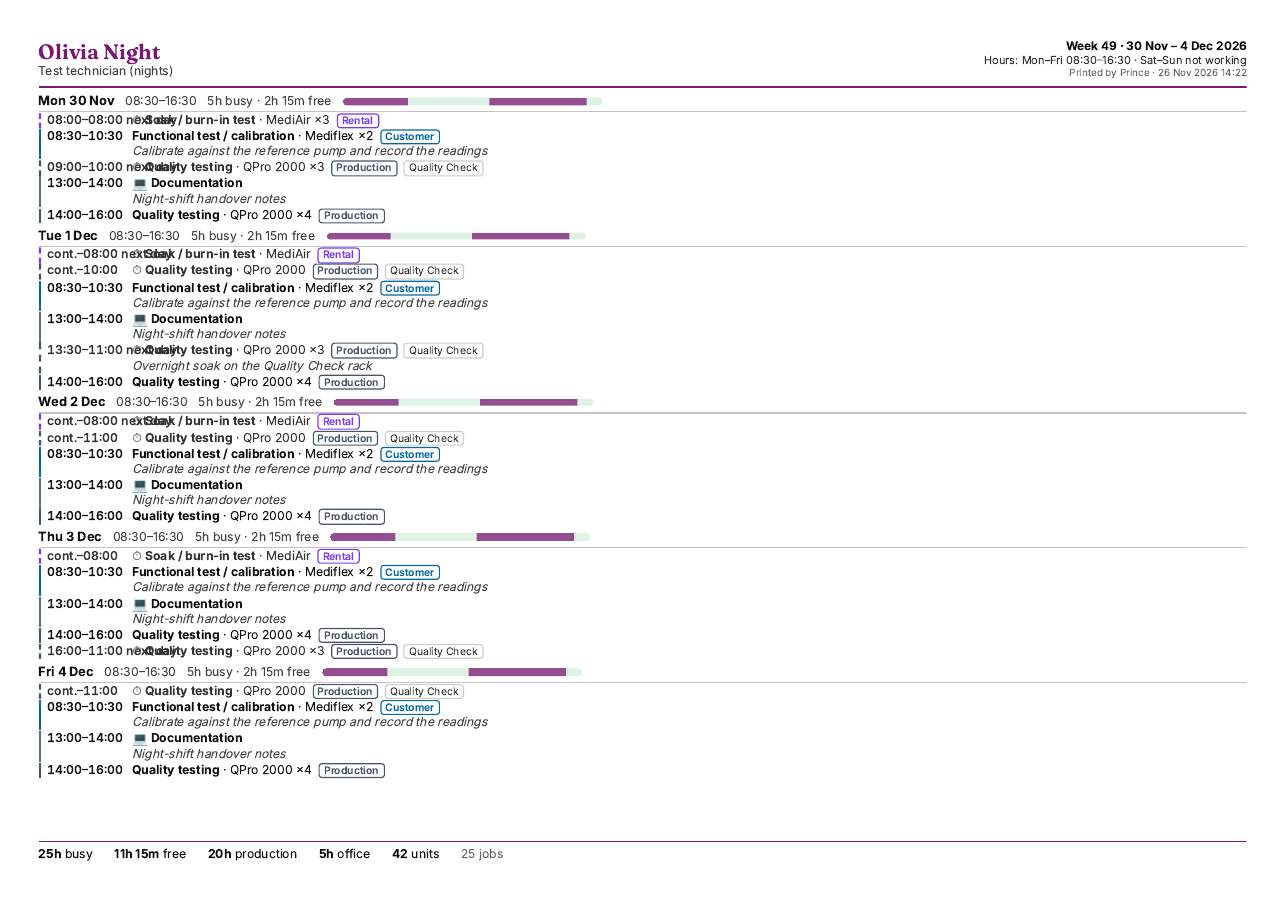 Olivia Night
Test technician (nights)
Week 49 · 30 Nov – 4 Dec 2026
Hours: Mon–Fri 08:30–16:30 · Sat–Sun not working
Printed by Prince · 26 Nov 2026 14:22
Mon 30 Nov 08:30–16:30 5h busy · 2h 15m free
08:00–08:00 next day ⏱ Soak / burn-in test · MediAir ×3 Rental
08:30–10:30 Functional test / calibration · Mediflex ×2 Customer
Calibrate against the reference pump and record the readings
09:00–10:00 next day ⏱ Quality testing · QPro 2000 ×3 Production Quality Check
13:00–14:00 💻 Documentation
Night-shift handover notes
14:00–16:00 Quality testing · QPro 2000 ×4 Production
Tue 1 Dec 08:30–16:30 5h busy · 2h 15m free
cont.–08:00 next day ⏱ Soak / burn-in test · MediAir Rental
cont.–10:00 ⏱ Quality testing · QPro 2000 Production Quality Check
08:30–10:30 Functional test / calibration · Mediflex ×2 Customer
Calibrate against the reference pump and record the readings
13:00–14:00 💻 Documentation
Night-shift handover notes
13:30–11:00 next day ⏱ Quality testing · QPro 2000 ×3 Production Quality Check
Overnight soak on the Quality Check rack
14:00–16:00 Quality testing · QPro 2000 ×4 Production
Wed 2 Dec 08:30–16:30 5h busy · 2h 15m free
cont.–08:00 next day ⏱ Soak / burn-in test · MediAir Rental
cont.–11:00 ⏱ Quality testing · QPro 2000 Production Quality Check
08:30–10:30 Functional test / calibration · Mediflex ×2 Customer
Calibrate against the reference pump and record the readings
13:00–14:00 💻 Documentation
Night-shift handover notes
14:00–16:00 Quality testing · QPro 2000 ×4 Production
Thu 3 Dec 08:30–16:30 5h busy · 2h 15m free
cont.–08:00 ⏱ Soak / burn-in test · MediAir Rental
08:30–10:30 Functional test / calibration · Mediflex ×2 Customer
Calibrate against the reference pump and record the readings
13:00–14:00 💻 Documentation
Night-shift handover notes
14:00–16:00 Quality testing · QPro 2000 ×4 Production
16:00–11:00 next day ⏱ Quality testing · QPro 2000 ×3 Production Quality Check
Fri 4 Dec 08:30–16:30 5h busy · 2h 15m free
cont.–11:00 ⏱ Quality testing · QPro 2000 Production Quality Check
08:30–10:30 Functional test / calibration · Mediflex ×2 Customer
Calibrate against the reference pump and record the readings
13:00–14:00 💻 Documentation
Night-shift handover notes
14:00–16:00 Quality testing · QPro 2000 ×4 Production
25h busy 11h 15m free 20h production 5h office 42 units 25 jobs